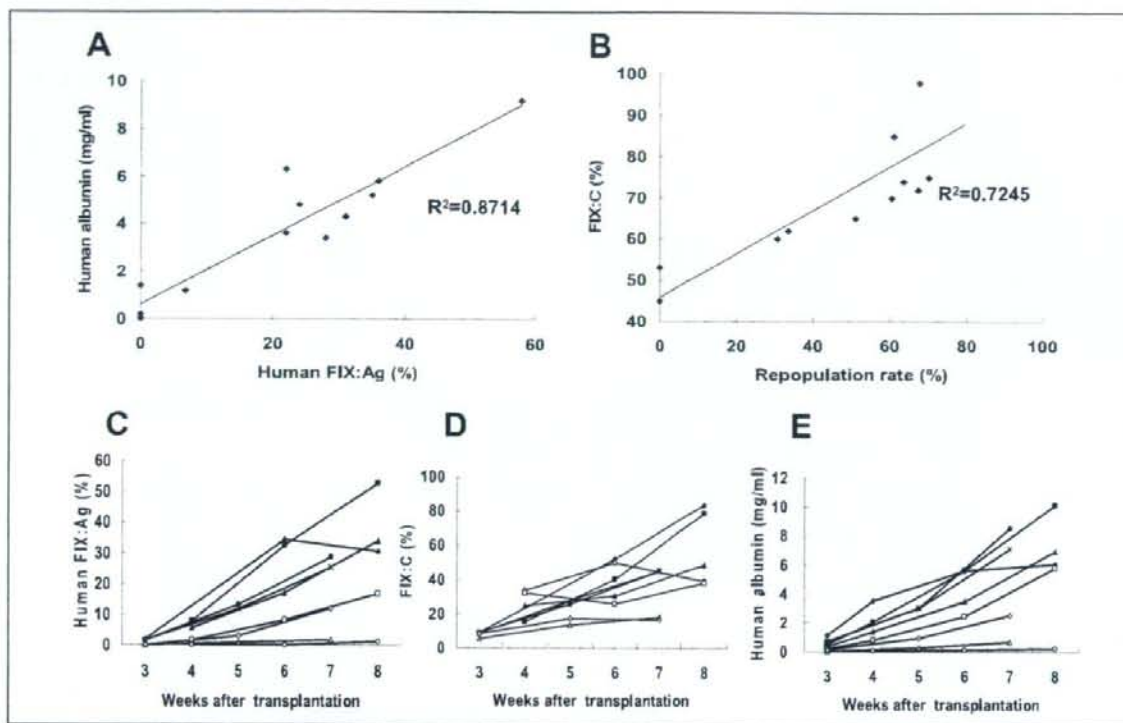 A
Human albumin (mg/ml)
10
8
6
4
2
0
R²=0.8714
0 20 40 60
Human FIX:Ag (%)
B
FIX:C (%)
100
90
80
70
60
50
40
R²=0.7245
0 20 40 60 80 100
Repopulation rate (%)
C
Human FIX:Ag (%)
60
50
40
30
20
10
0
3 4 5 6 7 8
Weeks after transplantation
D
FIX:C (%)
100
80
60
40
20
0
3 4 5 6 7 8
Weeks after transplantation
E
Human albumin (mg/ml)
12
10
8
6
4
2
0
3 4 5 6 7 8
Weeks after transplantation